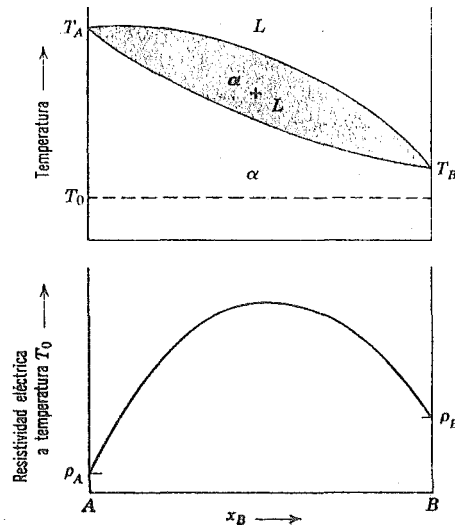 T_A
L
α
+
L
Temperatura
T_B
α
T_0
Resistividad eléctrica
a temperatura T_0
ρ_B
ρ_A
A
x_B
B